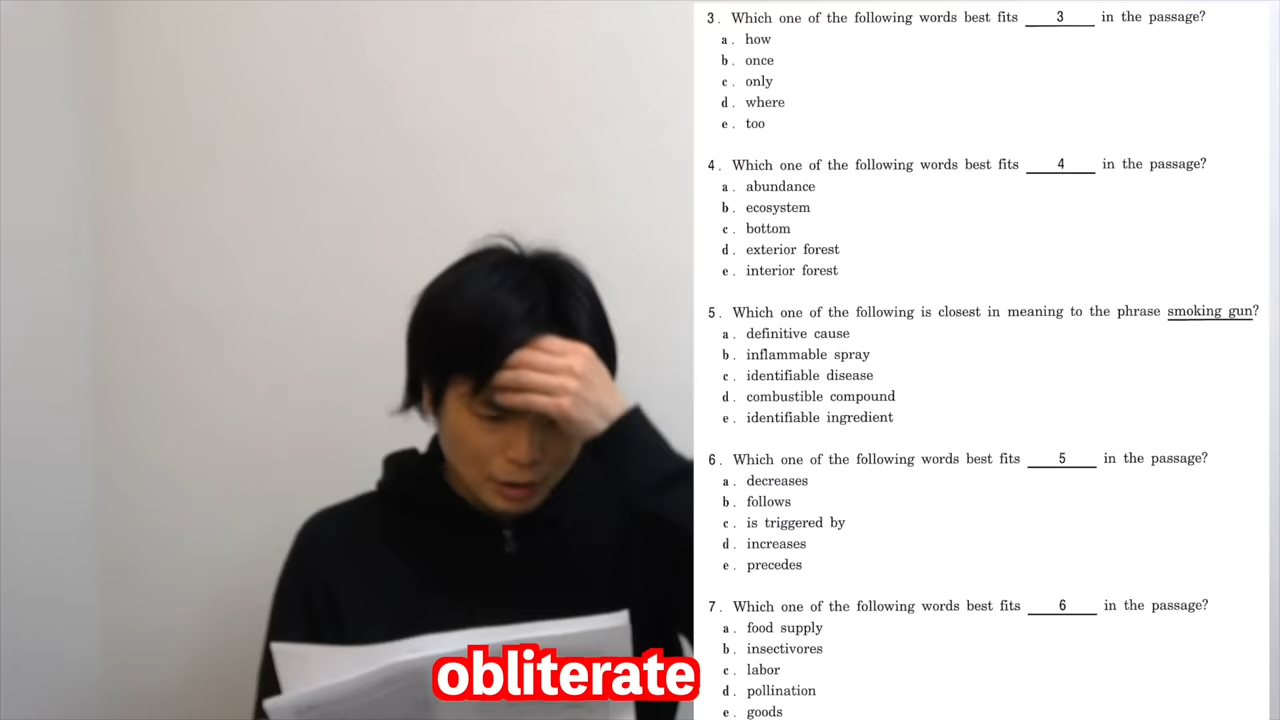 3. Which one of the following words best fits 3 in the passage?
a. how
b. once
c. only
d. where
e. too
4. Which one of the following words best fits 4 in the passage?
a. abundance
b. ecosystem
c. bottom
d. exterior forest
e. interior forest
5. Which one of the following is closest in meaning to the phrase smoking gun?
a. definitive cause
b. inflammable spray
c. identifiable disease
d. combustible compound
e. identifiable ingredient
6. Which one of the following words best fits 5 in the passage?
a. decreases
b. follows
c. is triggered by
d. increases
e. precedes
7. Which one of the following words best fits 6 in the passage?
a. food supply
b. insectivores
c. labor
d. pollination
e. goods
obliterate